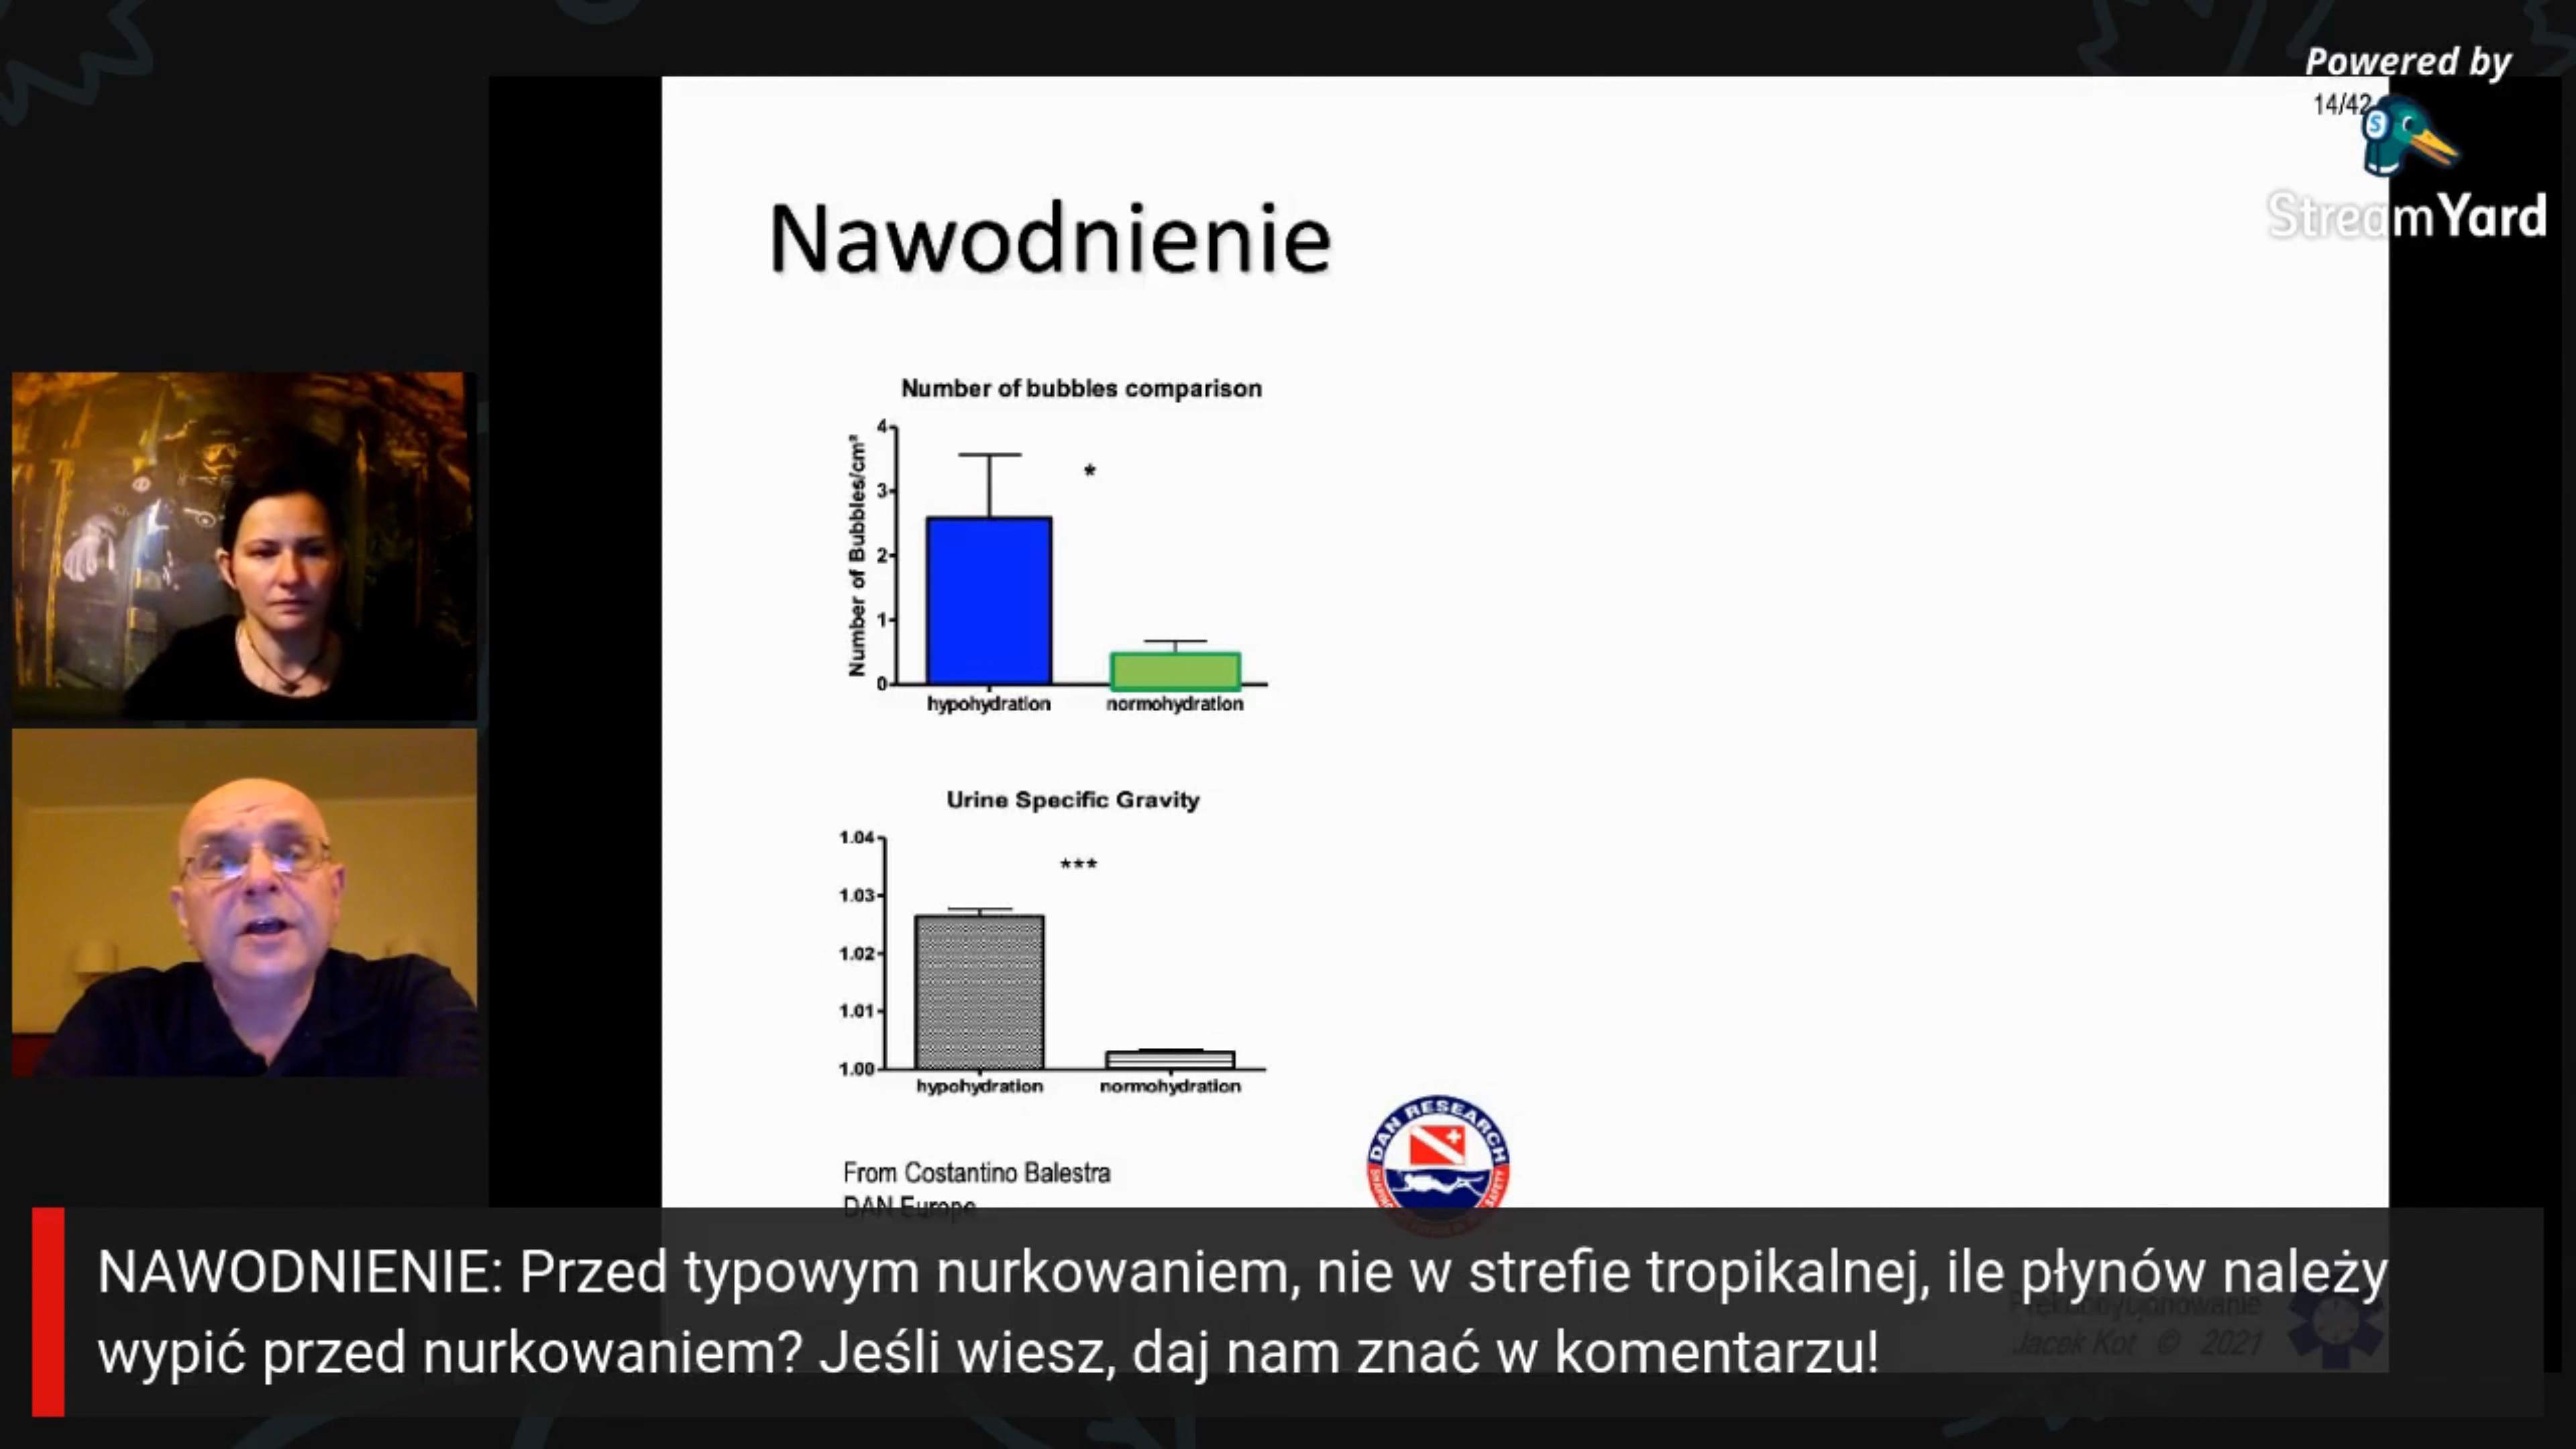 Powered by
14/42
StreamYard
Nawodnienie
Number of bubbles comparison
Number of Bubbles/cm²
4
3
2
1
0
hypohydration
normohydration
*
Urine Specific Gravity
1.04
1.03
1.02
1.01
1.00
hypohydration
normohydration
***
From Costantino Balestra
DAN Europe
DAN RESEARCH
NAWODNIENIE: Przed typowym nurkowaniem, nie w strefie tropikalnej, ile płynów należy
wypić przed nurkowaniem? Jeśli wiesz, daj nam znać w komentarzu!
Jacek Kot © 2021